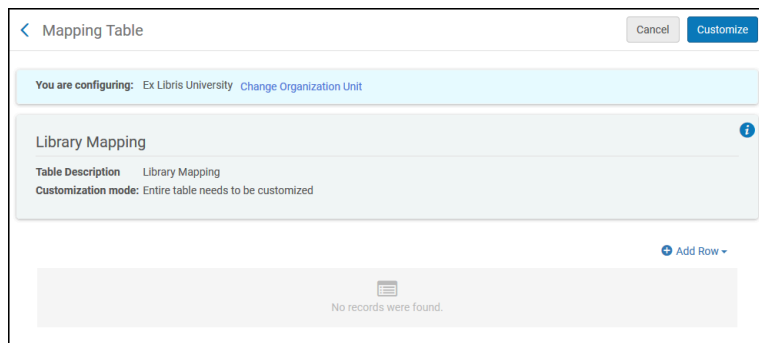 Mapping Table
Cancel
Customize
You are configuring: Ex Libris University Change Organization Unit
Library Mapping
Table Description Library Mapping
Customization mode: Entire table needs to be customized
Add Row
No records were found.